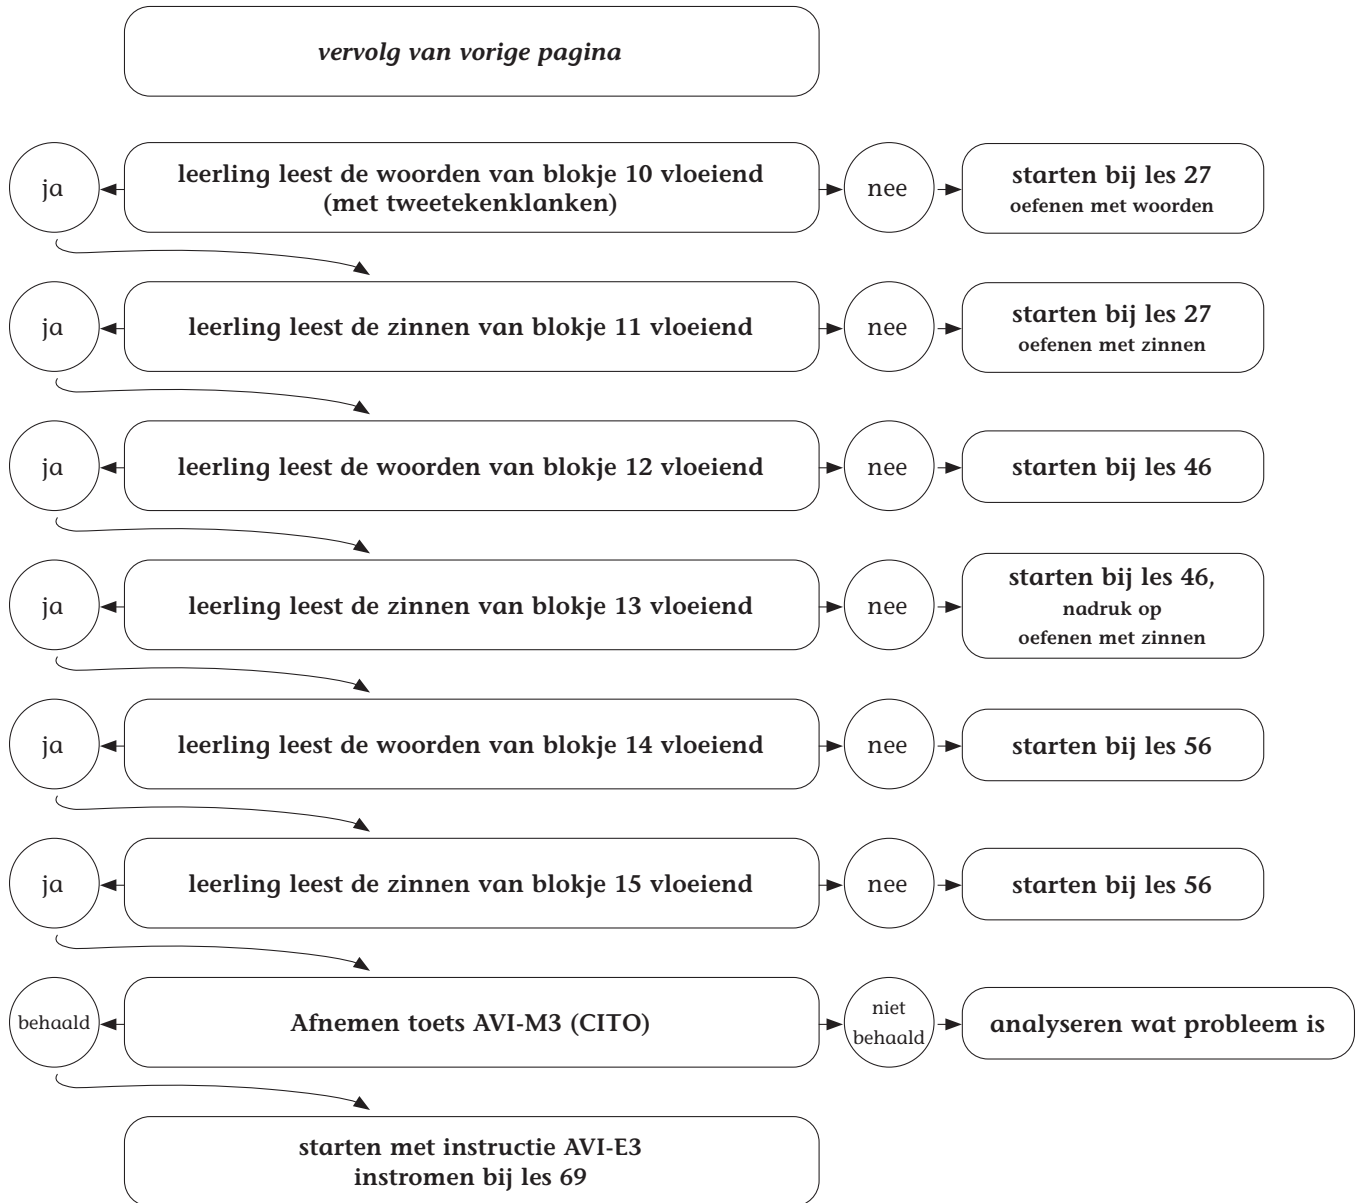 vervolg van vorige pagina
ja
leerling leest de woorden van blokje 10 vloeiend
(met tweetekenklanken)
nee
starten bij les 27
oefenen met woorden
ja
leerling leest de zinnen van blokje 11 vloeiend
nee
starten bij les 27
oefenen met zinnen
ja
leerling leest de woorden van blokje 12 vloeiend
nee
starten bij les 46
ja
leerling leest de zinnen van blokje 13 vloeiend
nee
starten bij les 46,
nadruk op
oefenen met zinnen
ja
leerling leest de woorden van blokje 14 vloeiend
nee
starten bij les 56
ja
leerling leest de zinnen van blokje 15 vloeiend
nee
starten bij les 56
behaald
Afnemen toets AVI-M3 (CITO)
niet
behaald
analyseren wat probleem is
starten met instructie AVI-E3
instromen bij les 69